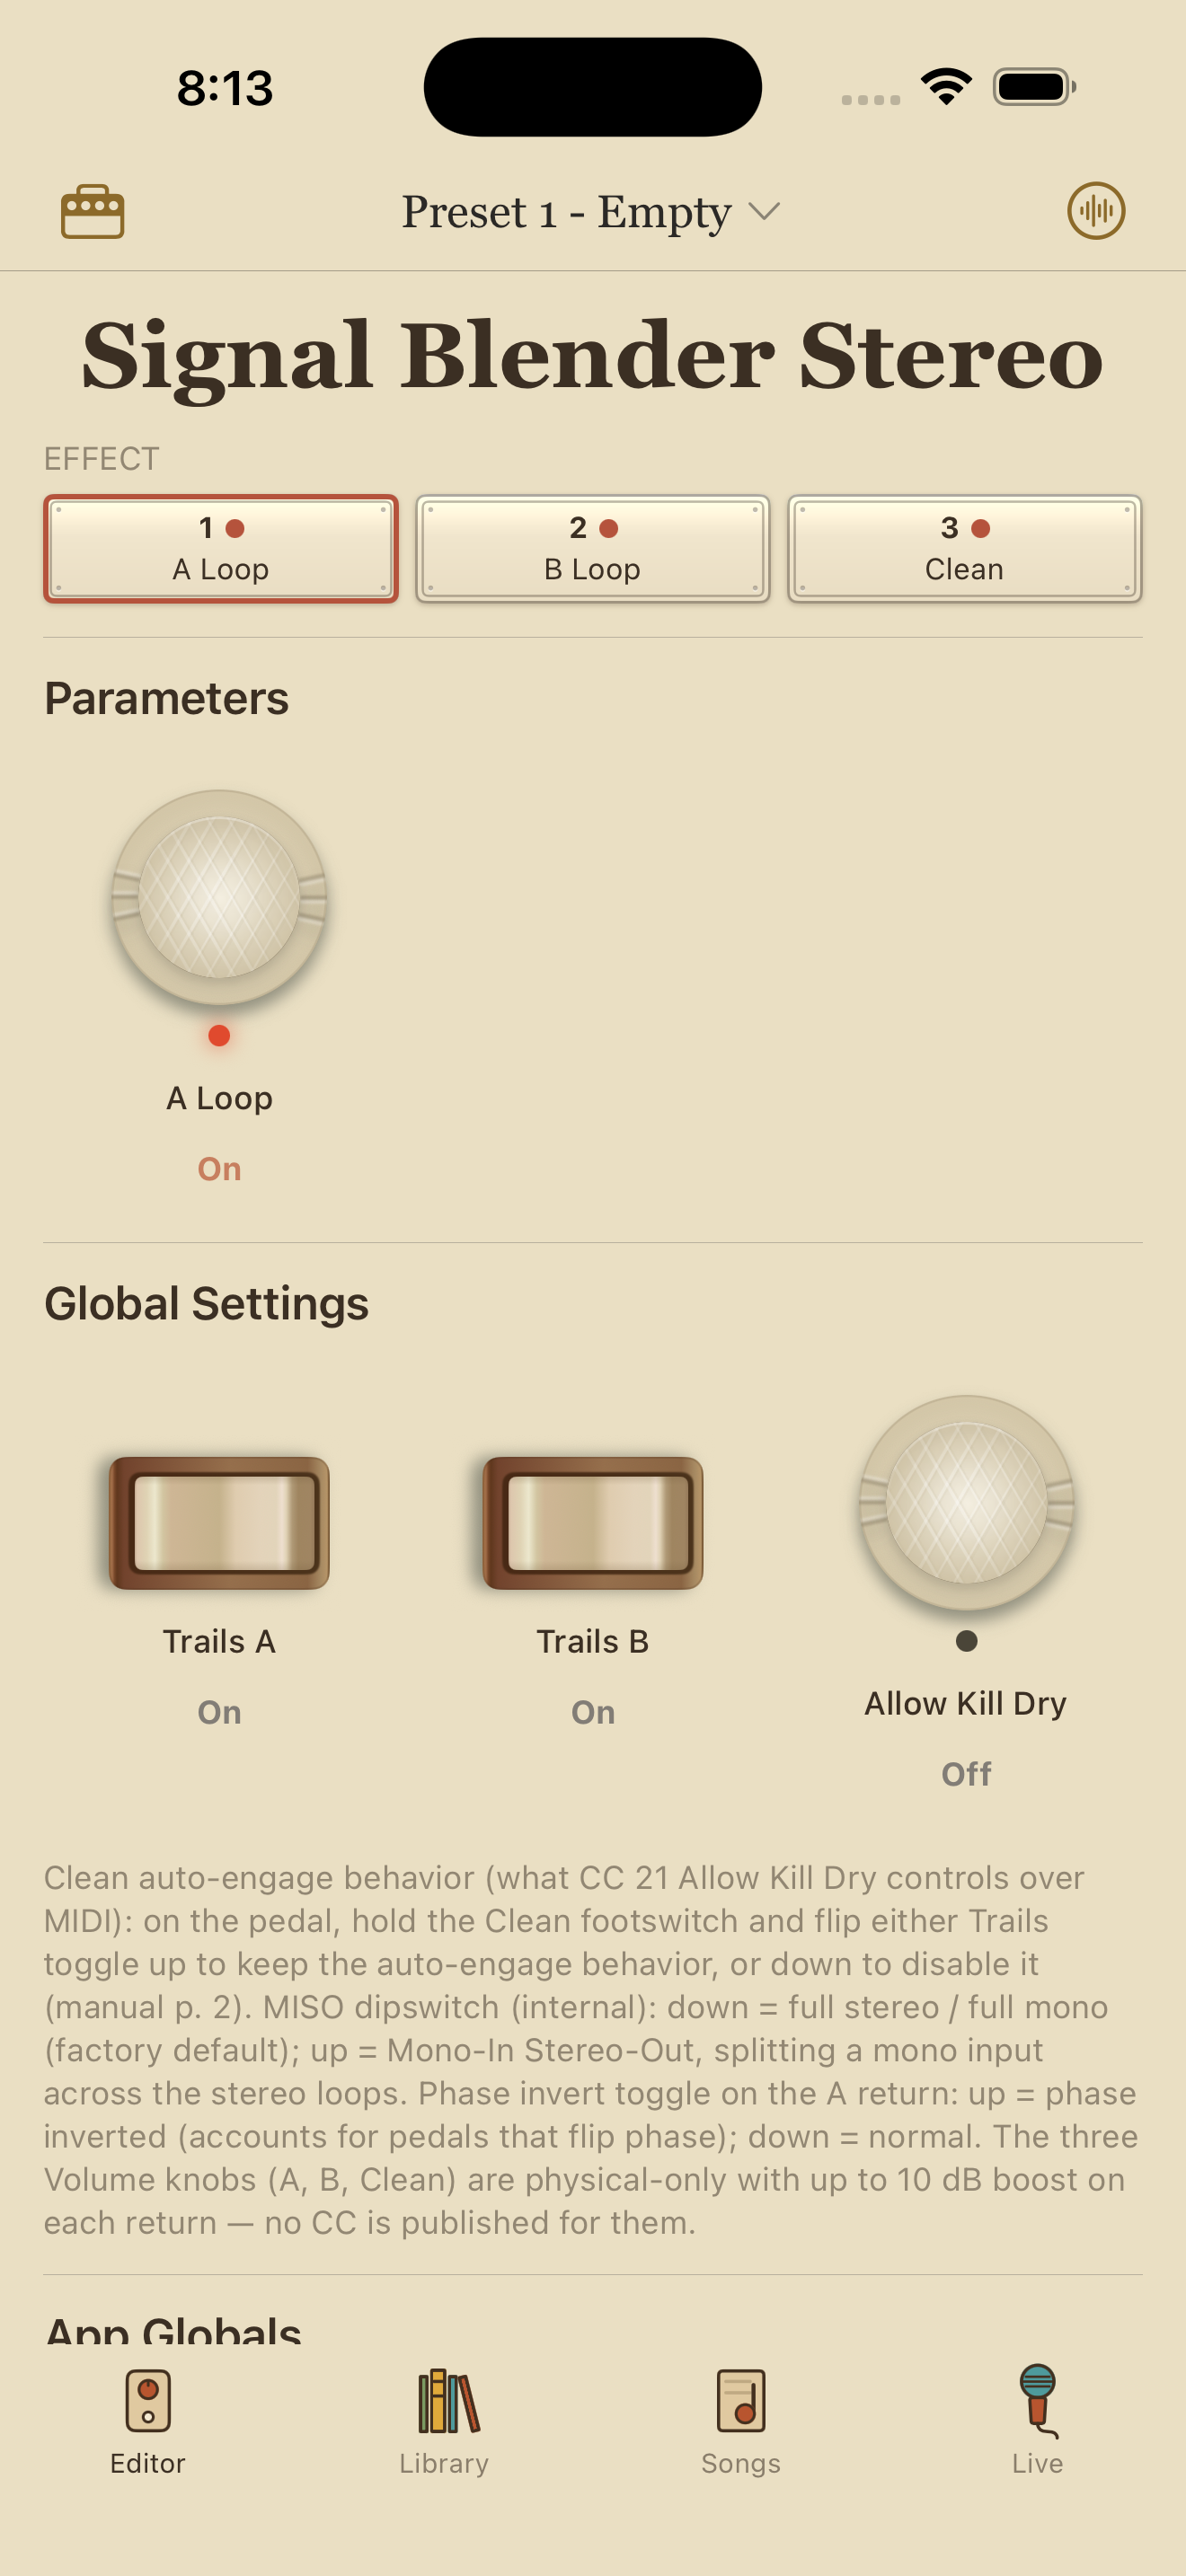 8:13
Preset 1 - Empty
Signal Blender Stereo
EFFECT
1
A Loop
2
B Loop
3
Clean
Parameters
A Loop
On
Global Settings
Trails A
On
Trails B
On
Allow Kill Dry
Off
Clean auto-engage behavior (what CC 21 Allow Kill Dry controls over
MIDI): on the pedal, hold the Clean footswitch and flip either Trails
toggle up to keep the auto-engage behavior, or down to disable it
(manual p. 2). MISO dipswitch (internal): down = full stereo / full mono
(factory default); up = Mono-In Stereo-Out, splitting a mono input
across the stereo loops. Phase invert toggle on the A return: up = phase
inverted (accounts for pedals that flip phase); down = normal. The three
Volume knobs (A, B, Clean) are physical-only with up to 10 dB boost on
each return — no CC is published for them.
App Globals
Editor
Library
Songs
Live